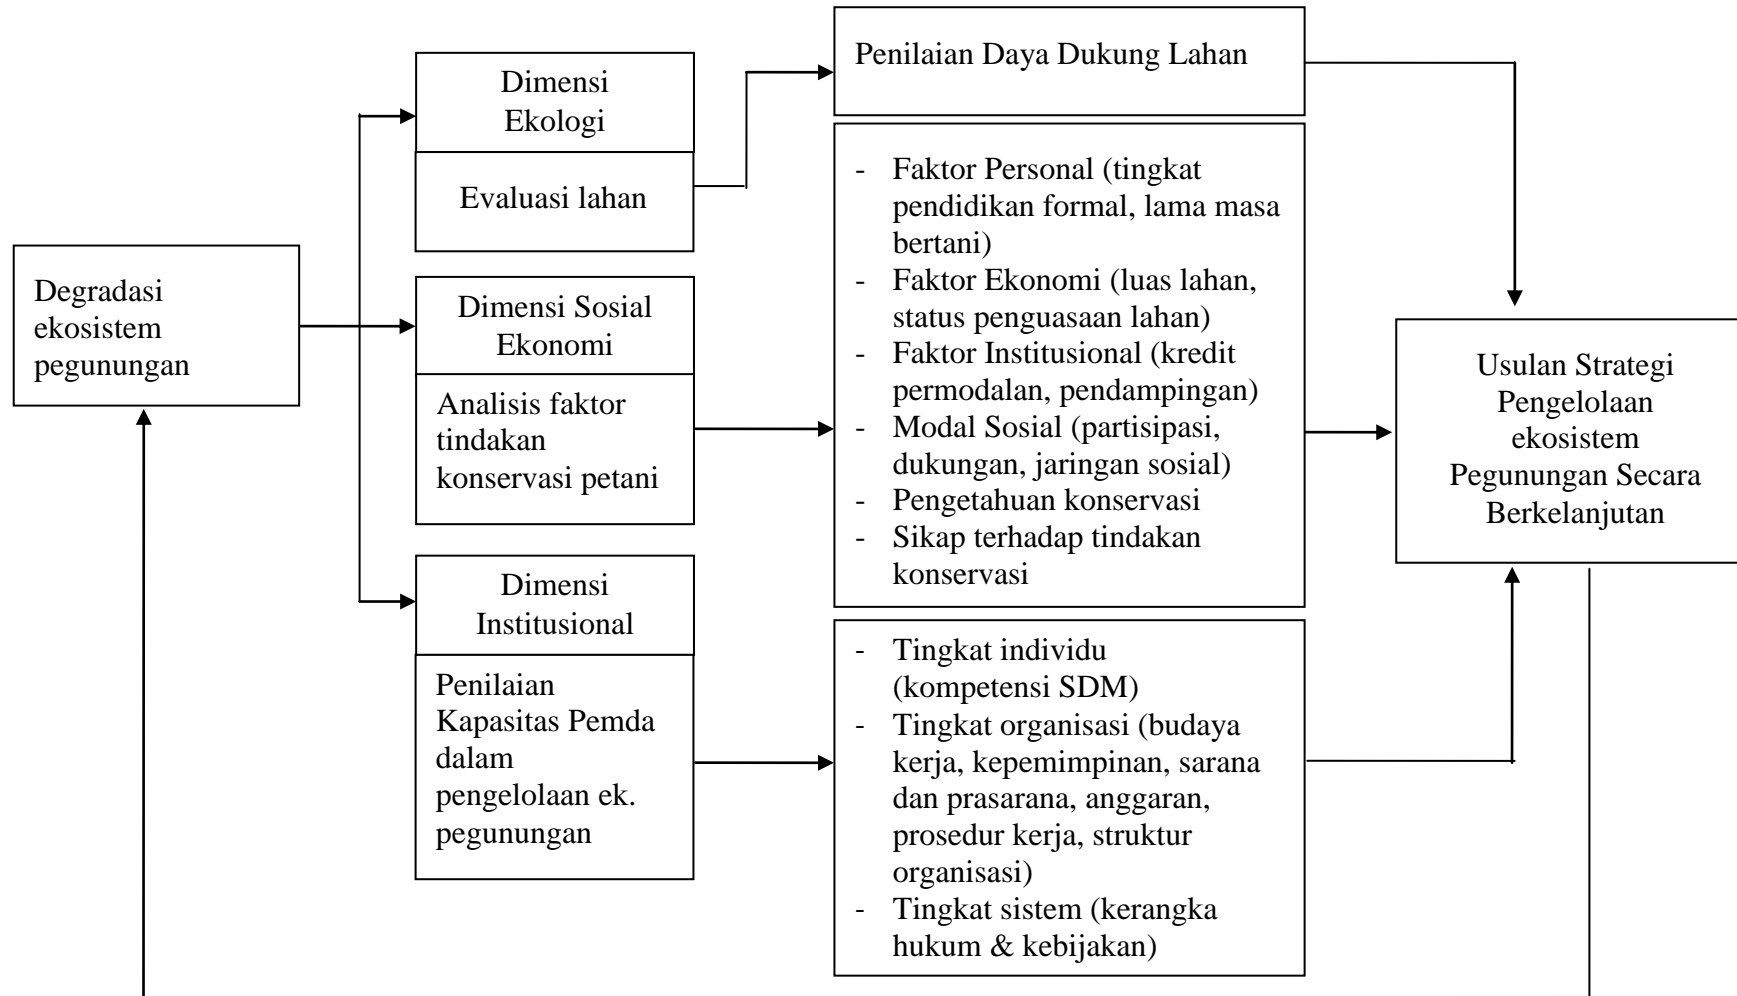 Degradasi
ekosistem
pegunungan
Dimensi
Ekologi
Evaluasi lahan
Dimensi Sosial
Ekonomi
Analisis faktor
tindakan
konservasi petani
Dimensi
Institusional
Penilaian
Kapasitas Pemda
dalam
pengelolaan ek.
pegunungan
Penilaian Daya Dukung Lahan
- Faktor Personal (tingkat
pendidikan formal, lama masa
bertani)
- Faktor Ekonomi (luas lahan,
status penguasaan lahan)
- Faktor Institusional (kredit
permodalan, pendampingan)
- Modal Sosial (partisipasi,
dukungan, jaringan sosial)
- Pengetahuan konservasi
- Sikap terhadap tindakan
konservasi
- Tingkat individu
(kompetensi SDM)
- Tingkat organisasi (budaya
kerja, kepemimpinan, sarana
dan prasarana, anggaran,
prosedur kerja, struktur
organisasi)
- Tingkat sistem (kerangka
hukum & kebijakan)
Usulan Strategi
Pengelolaan
ekosistem
Pegunungan Secara
Berkelanjutan